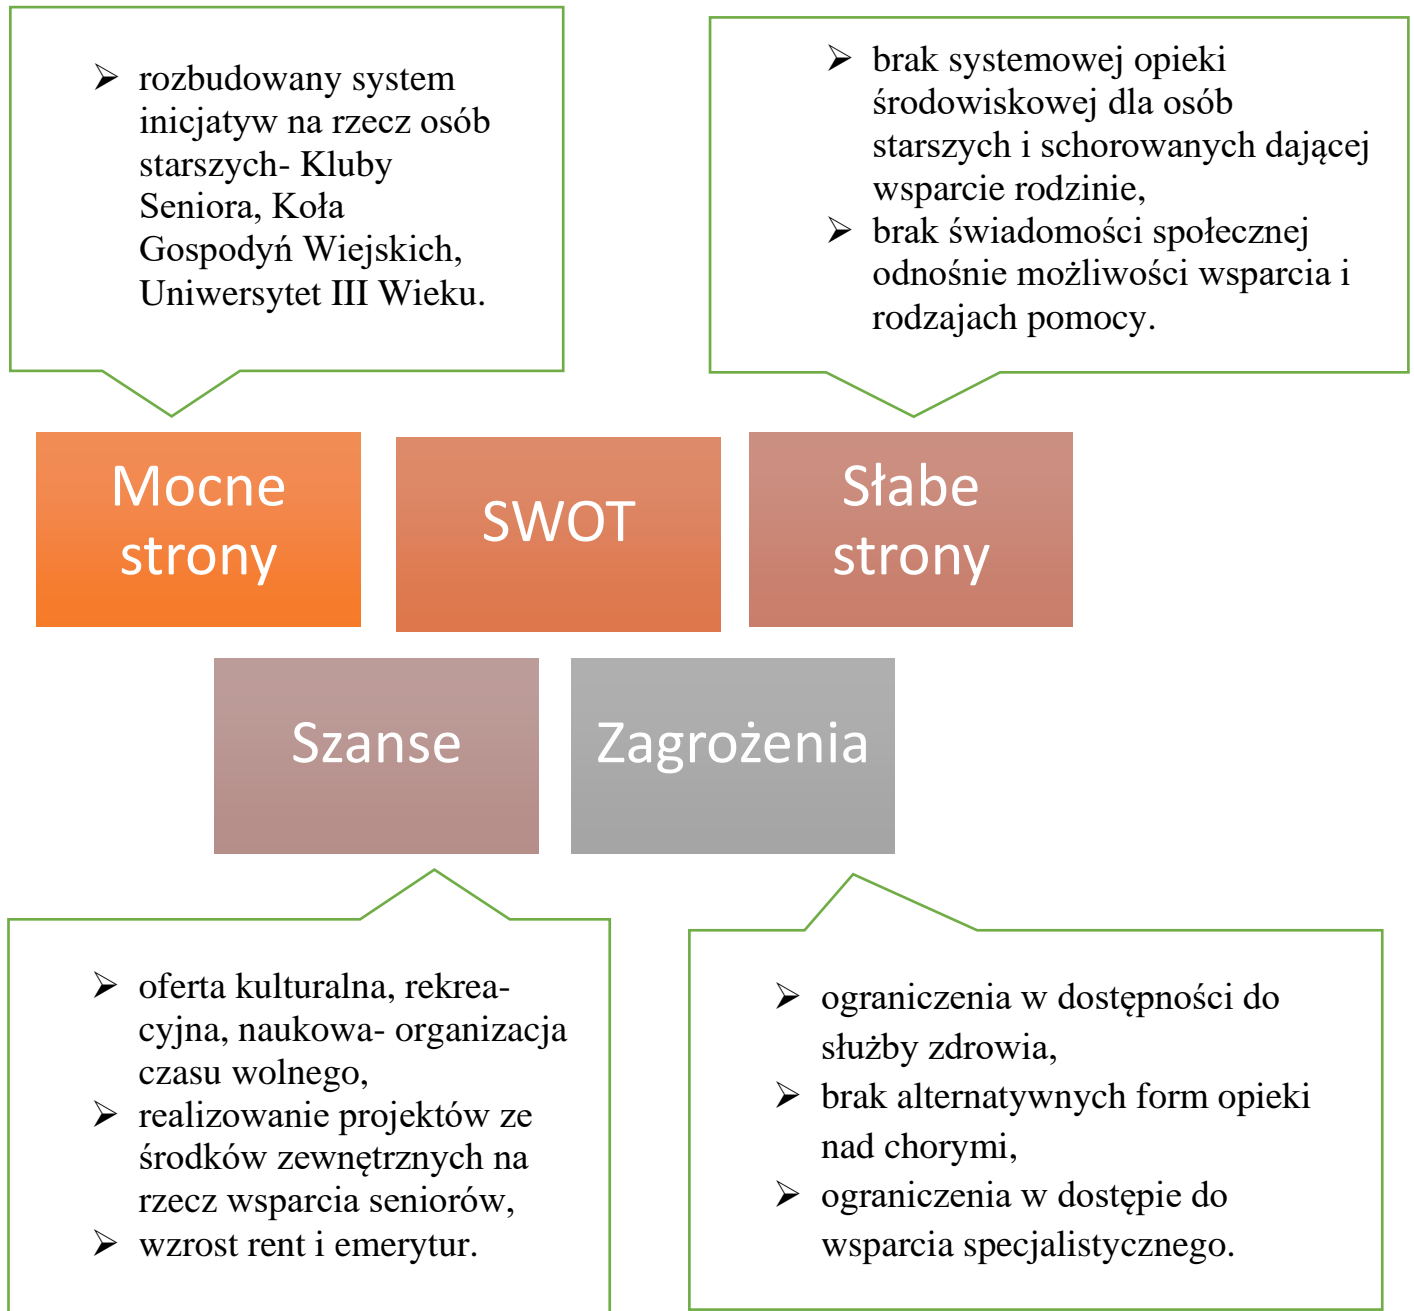 ➢ rozbudowany system
inicjatyw na rzecz osób
starszych- Kluby
Seniora, Koła
Gospodyń Wiejskich,
Uniwersytet III Wieku.
➢ brak systemowej opieki
środowiskowej dla osób
starszych i schorowanych dającej
wsparcie rodzinie,
➢ brak świadomości społecznej
odnośnie możliwości wsparcia i
rodzajach pomocy.
Mocne
strony
SWOT
Słabe
strony
Szanse
Zagrożenia
➢ oferta kulturalna, rekrea-
cyjna, naukowa- organizacja
czasu wolnego,
➢ realizowanie projektów ze
środków zewnętrznych na
rzecz wsparcia seniorów,
➢ wzrost rent i emerytur.
➢ ograniczenia w dostępności do
służby zdrowia,
➢ brak alternatywnych form opieki
nad chorymi,
➢ ograniczenia w dostępie do
wsparcia specjalistycznego.